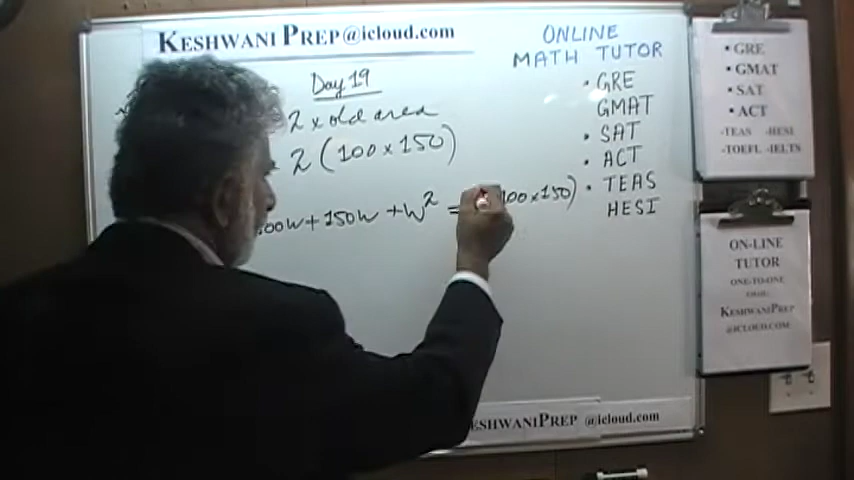 KESHWANI PREP@icloud.com
Day 19
2 x old area
2 (100 x 150)
00w + 150w + w² = 100 x 150)
ONLINE
MATH TUTOR
• GRE
GMAT
• SAT
• ACT
• TEAS
HESI
• GRE
• GMAT
• SAT
• ACT
-TEAS -HESI
-TOEFL -IELTS
ON-LINE
TUTOR
ONE-TO-ONE
KESHWANIPREP
@ICLOUD.COM
ESHWANIPREP @icloud.com